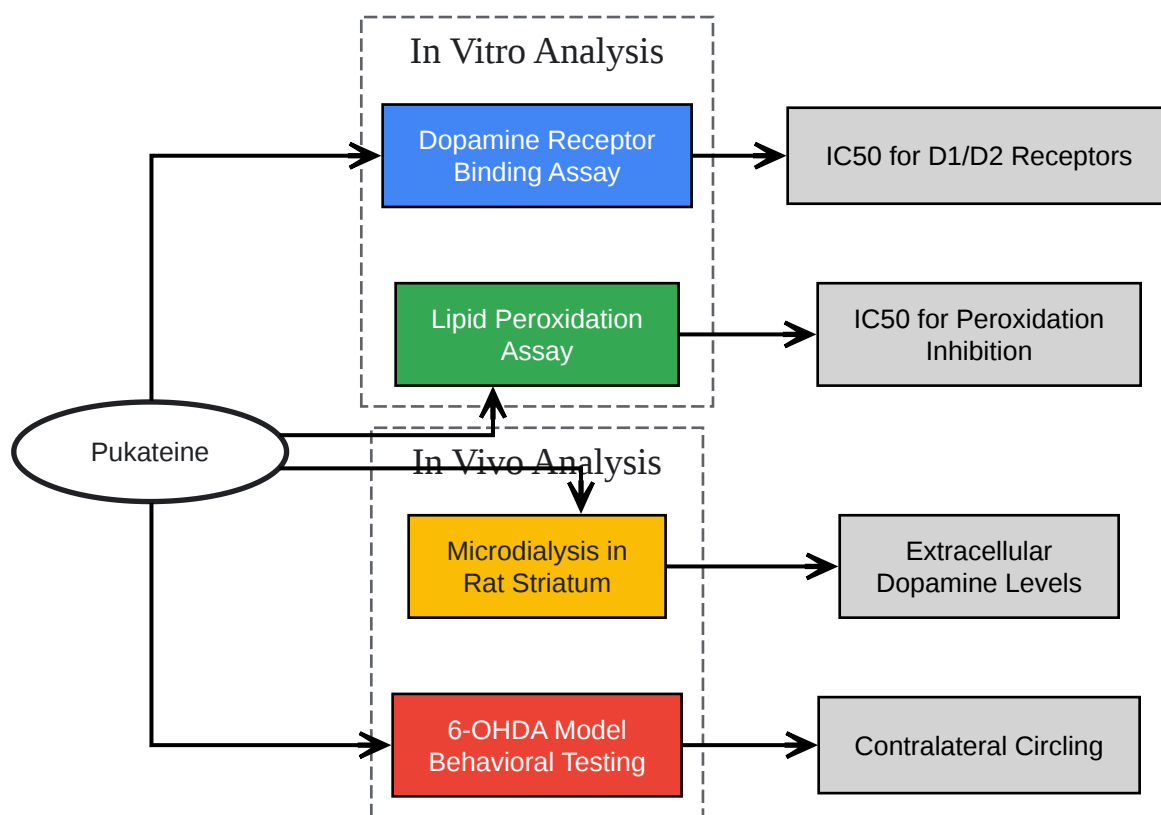 In Vitro Analysis
Dopamine Receptor
Binding Assay
IC50 for D1/D2 Receptors
Lipid Peroxidation
Assay
IC50 for Peroxidation
Inhibition
Pukateine
In Vivo Analysis
Microdialysis in
Rat Striatum
Extracellular
Dopamine Levels
6-OHDA Model
Behavioral Testing
Contralateral Circling